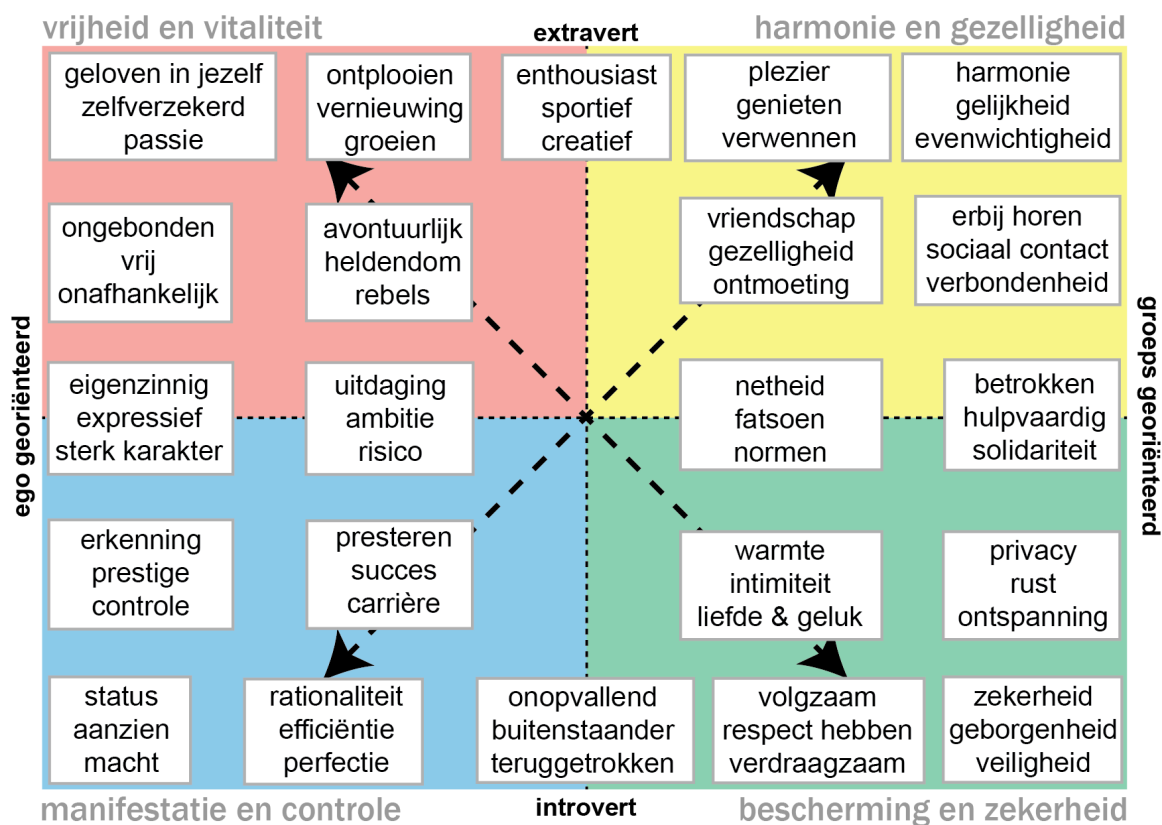 vrijheid en vitaliteit
extravert
harmonie en gezelligheid
geloven in jezelf
zelfverzekerd
passie
ontplooien
vernieuwing
groeien
enthousiast
sportief
creatief
plezier
genieten
verwennen
harmonie
gelijkheid
evenwichtigheid
ongebonden
vrij
onafhankelijk
avontuurlijk
heldendom
rebels
vriendschap
gezelligheid
ontmoeting
erbij horen
sociaal contact
verbondenheid
ego georiënteerd
groeps georiënteerd
eigenzinnig
expressief
sterk karakter
uitdaging
ambitie
risico
netheid
fatsoen
normen
betrokken
hulpvaardig
solidariteit
erkenning
prestige
controle
presteren
succes
carrière
warmte
intimiteit
liefde & geluk
privacy
rust
ontspanning
status
aanzien
macht
rationaliteit
efficiëntie
perfectie
onopvallend
buitenstaander
teruggetrokken
volgzaam
respect hebben
verdraagzaam
zekerheid
geborgenheid
veiligheid
manifestatie en controle
introvert
bescherming en zekerheid